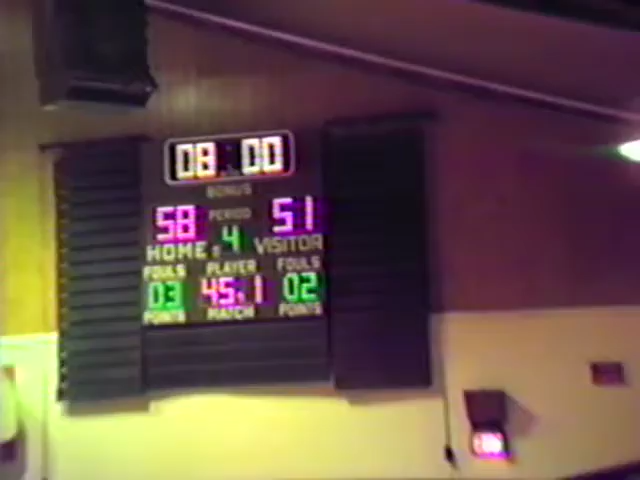 08:00
BONUS
58 PERIOD 51
HOME 4 VISITOR
FOULS PLAYER FOULS
03 45 1 02
POINTS MATCH POINTS